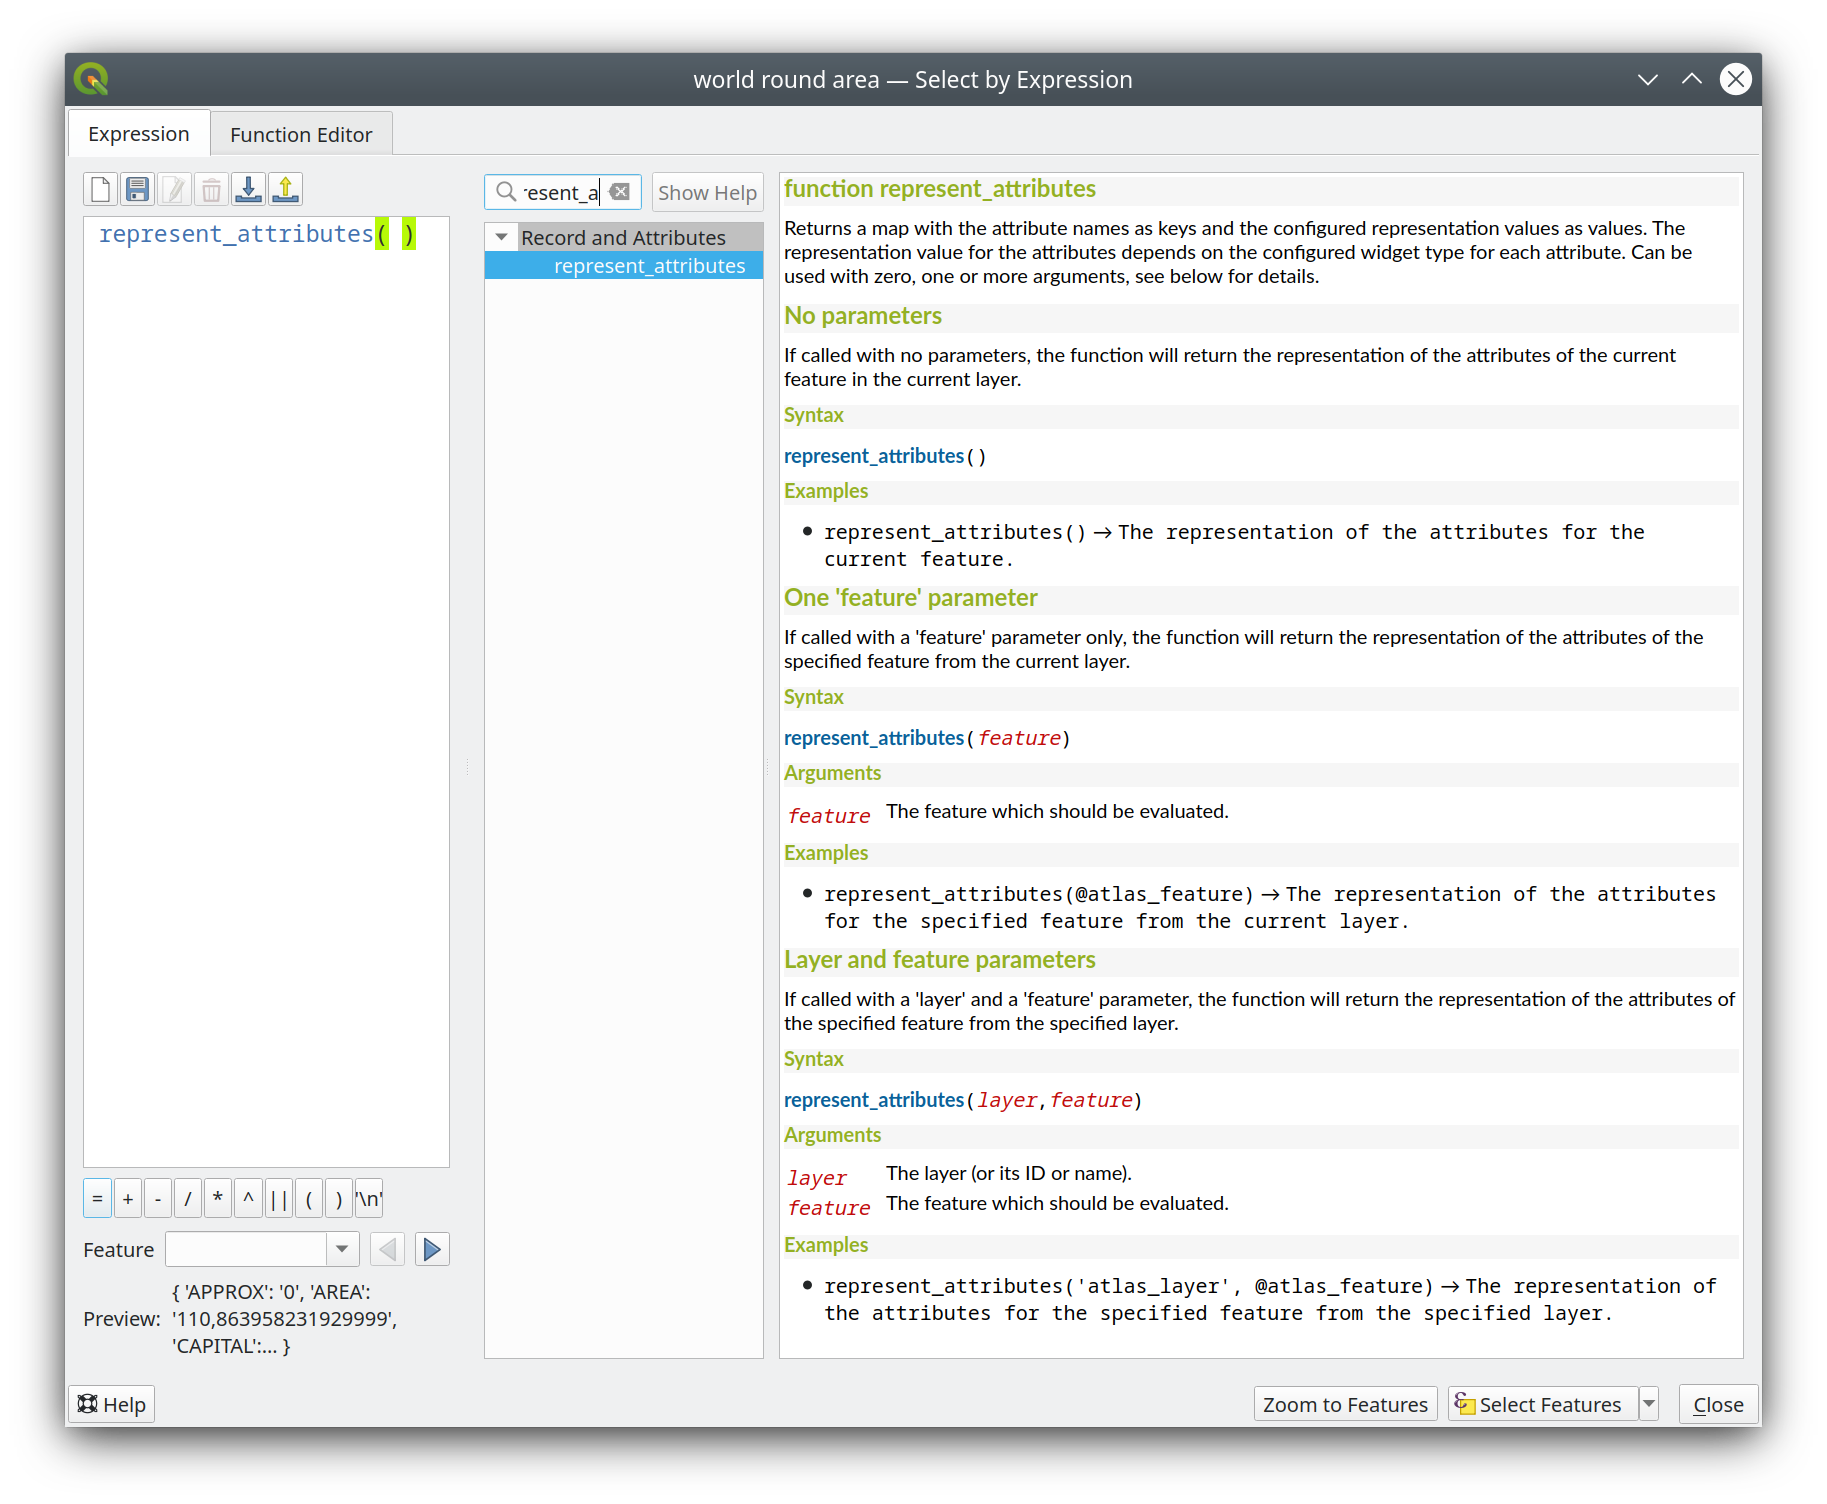 world round area — Select by Expression
Expression
Function Editor
represent_attributes( )
resent_a
Show Help
Record and Attributes
represent_attributes
function represent_attributes
Returns a map with the attribute names as keys and the configured representation values as values. The
representation value for the attributes depends on the configured widget type for each attribute. Can be
used with zero, one or more arguments, see below for details.
No parameters
If called with no parameters, the function will return the representation of the attributes of the current
feature in the current layer.
Syntax
represent_attributes()
Examples
• represent_attributes() → The representation of the attributes for the
current feature.
One 'feature' parameter
If called with a 'feature' parameter only, the function will return the representation of the attributes of the
specified feature from the current layer.
Syntax
represent_attributes(feature)
Arguments
feature The feature which should be evaluated.
Examples
• represent_attributes(@atlas_feature) → The representation of the attributes
for the specified feature from the current layer.
Layer and feature parameters
If called with a 'layer' and a 'feature' parameter, the function will return the representation of the attributes of
the specified feature from the specified layer.
Syntax
represent_attributes(layer,feature)
Arguments
layer The layer (or its ID or name).
feature The feature which should be evaluated.
Examples
• represent_attributes('atlas_layer', @atlas_feature) → The representation of
the attributes for the specified feature from the specified layer.
= + - / * ^ || ( ) '\n'
Feature
Preview: { 'APPROX': '0', 'AREA':
'110,863958231929999',
'CAPITAL':... }
Help
Zoom to Features
Select Features
Close